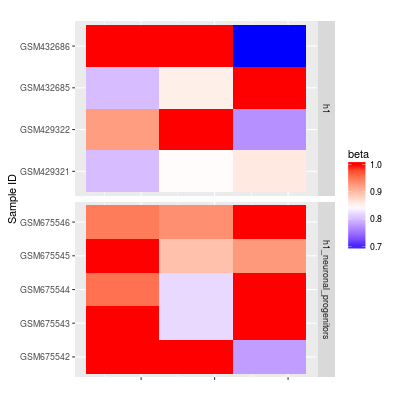 GSM432686
GSM432685
GSM429322
GSM429321
h1
GSM675546
GSM675545
GSM675544
GSM675543
GSM675542
h1_neuronal_progenitors
Sample ID
beta
1.0
0.9
0.8
0.7